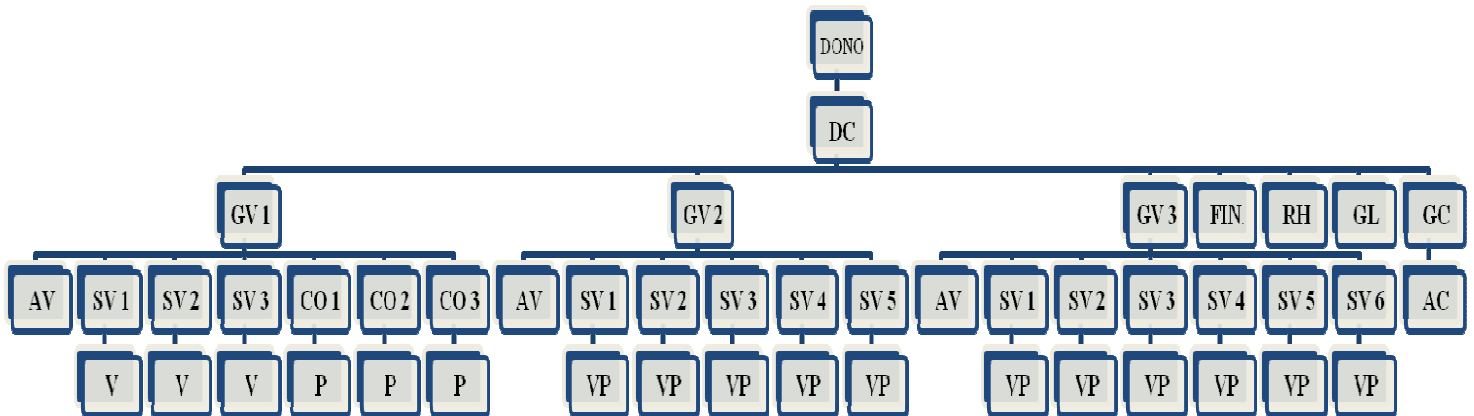 DONO
DC
GV 1 GV 2 GV 3 FIN. RH GL GC
AV SV 1 SV 2 SV 3 CO 1 CO 2 CO 3 AV SV 1 SV 2 SV 3 SV 4 SV 5 AV SV 1 SV 2 SV 3 SV 4 SV 5 SV 6 AC
V V V P P P VP VP VP VP VP VP VP VP VP VP VP